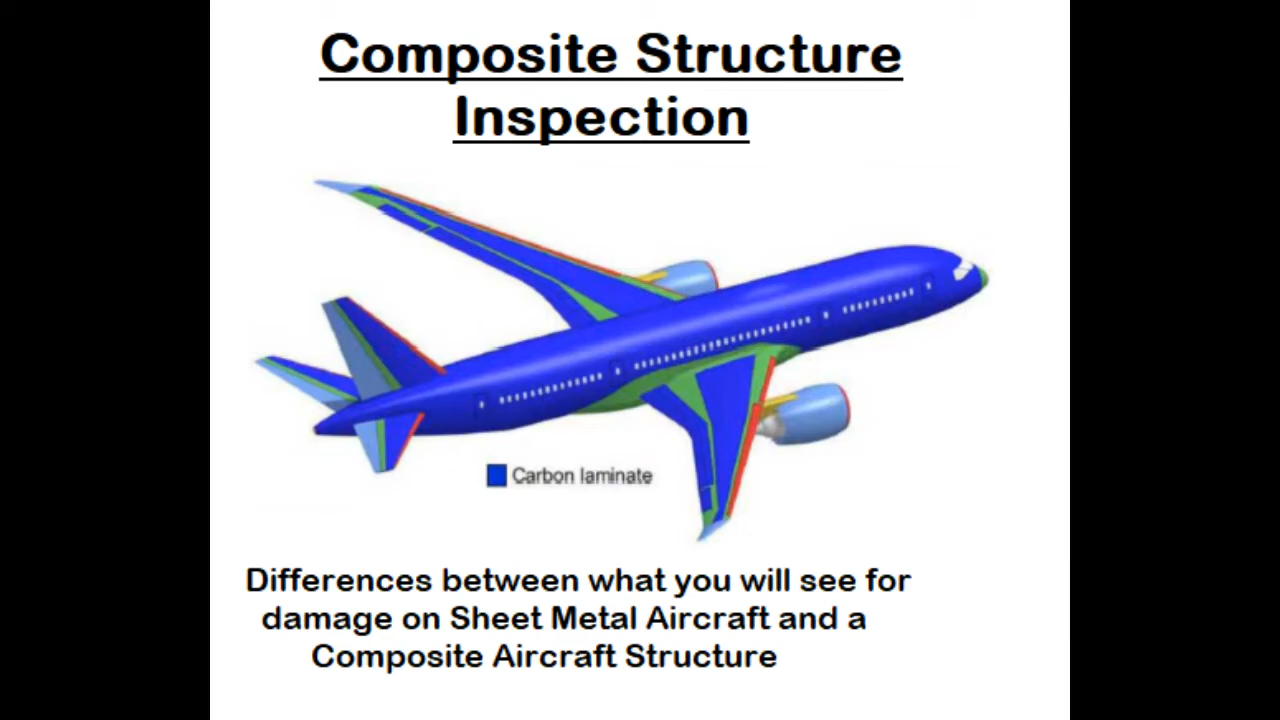 Composite Structure
Inspection
Carbon laminate
Differences between what you will see for
damage on Sheet Metal Aircraft and a
Composite Aircraft Structure